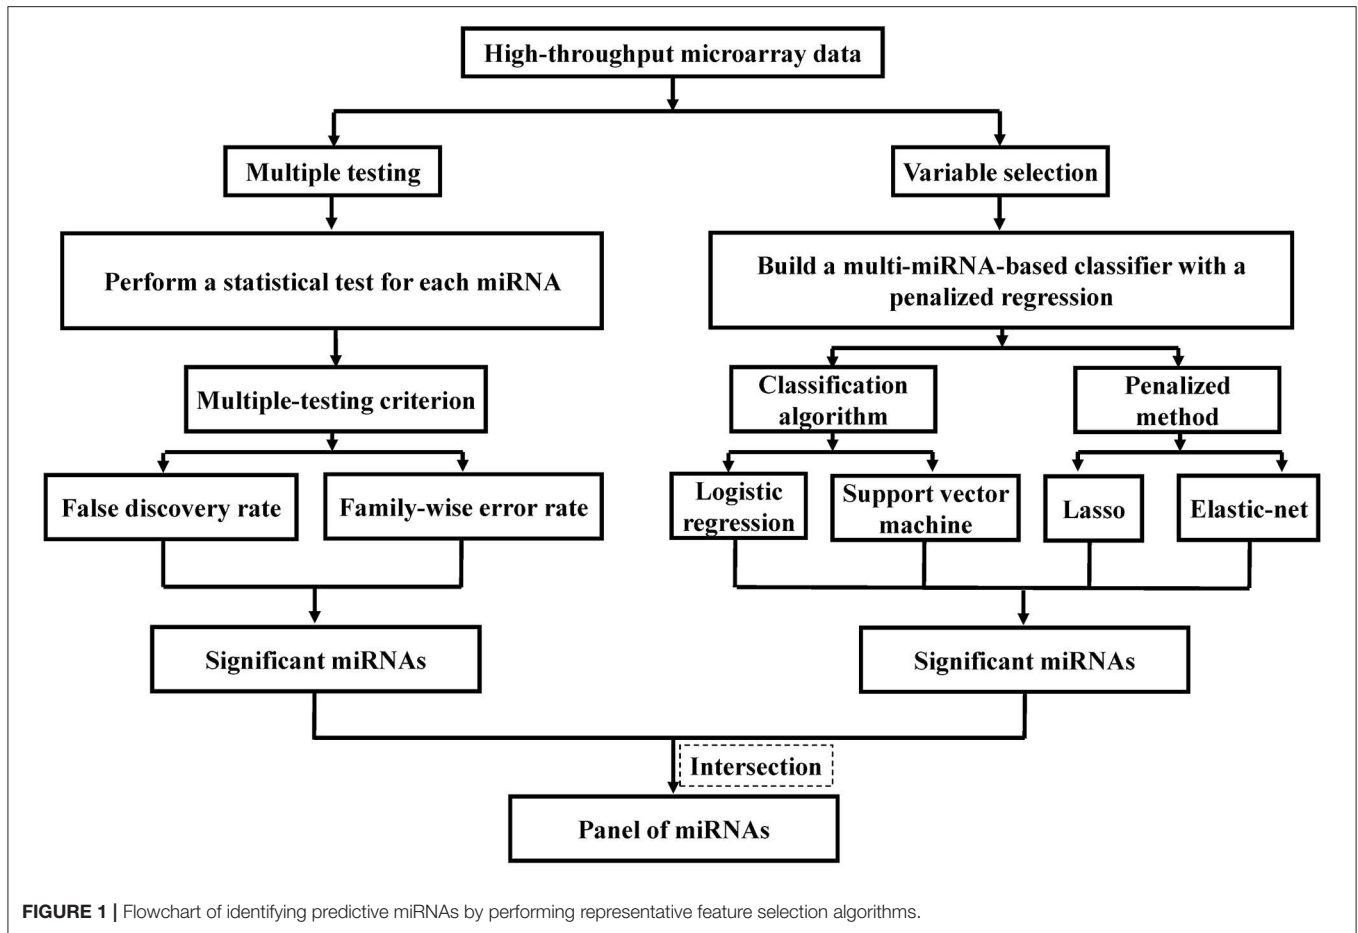 High-throughput microarray data
Multiple testing
Variable selection
Perform a statistical test for each miRNA
Build a multi-miRNA-based classifier with a
penalized regression
Multiple-testing criterion
Classification
algorithm
Penalized
method
False discovery rate
Family-wise error rate
Logistic
regression
Support vector
machine
Lasso
Elastic-net
Significant miRNAs
Significant miRNAs
Intersection
Panel of miRNAs
FIGURE 1 | Flowchart of identifying predictive miRNAs by performing representative feature selection algorithms.